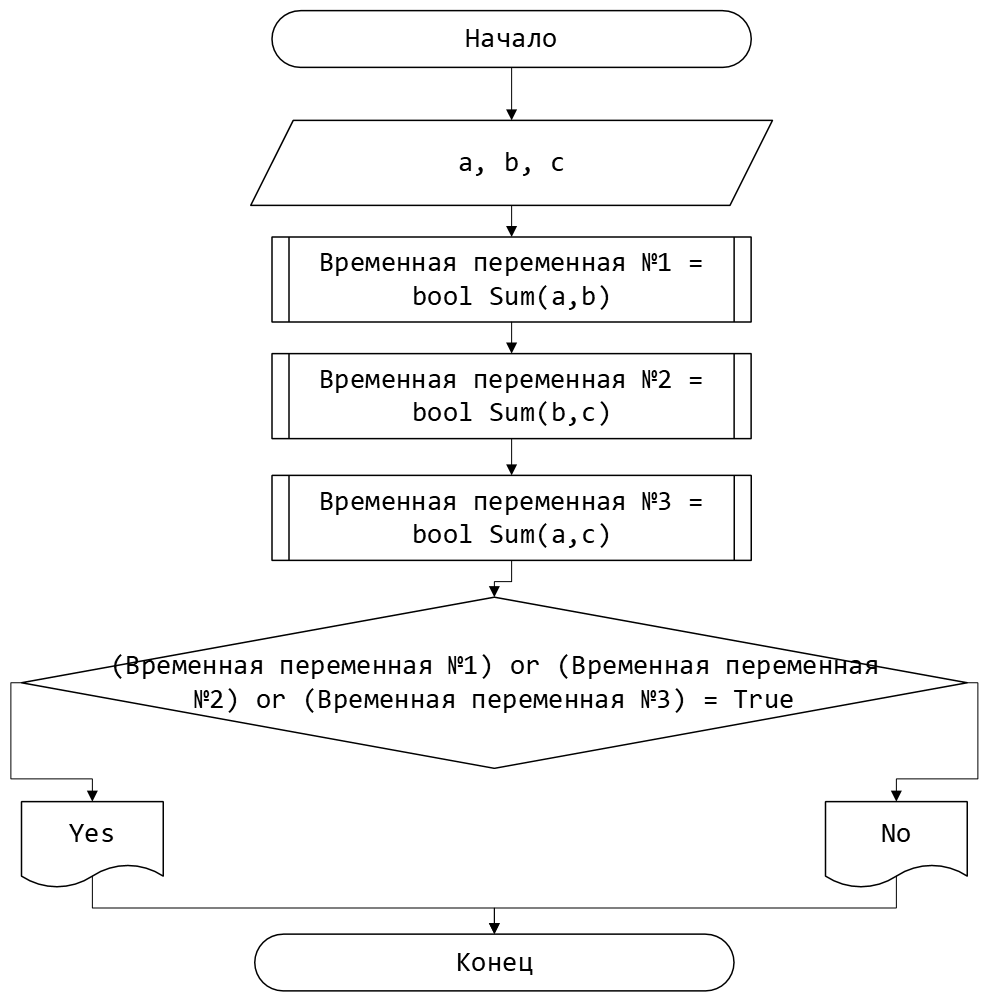 Начало
a, b, c
Временная переменная №1 =
bool Sum(a,b)
Временная переменная №2 =
bool Sum(b,c)
Временная переменная №3 =
bool Sum(a,c)
(Временная переменная №1) or (Временная переменная
№2) or (Временная переменная №3) = True
Yes
No
Конец